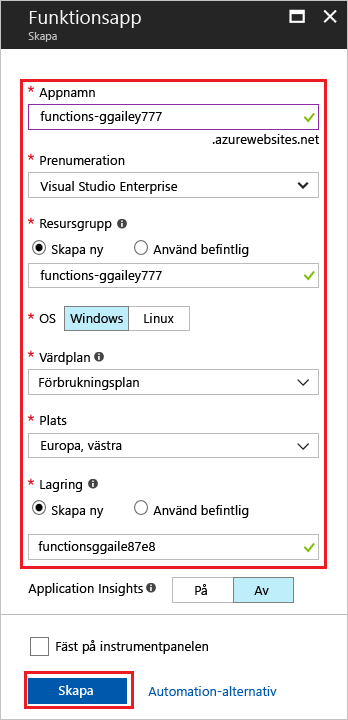 Funktionsapp
Skapa
* Appnamn
functions-ggailey777
.azurewebsites.net
* Prenumeration
Visual Studio Enterprise
* Resursgrupp
Skapa ny Använd befintlig
functions-ggailey777
* OS Windows Linux
* Värdplan
Förbrukningsplan
* Plats
Europa, västra
* Lagring
Skapa ny Använd befintlig
functionsggaile87e8
Application Insights På Av
Fäst på instrumentpanelen
Skapa Automation-alternativ